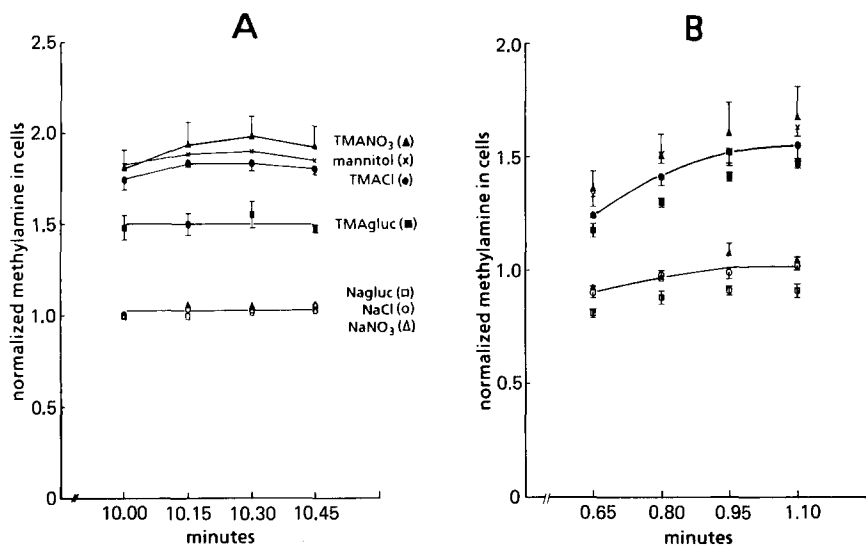 A
normalized methylamine in cells
2.5
2.0
1.5
1.0
0.5
0
10.00 10.15 10.30 10.45
minutes
TMANO₃ (▲)
mannitol (x)
TMACl (●)
TMAgluc (■)
Nagluc (□)
NaCl (○)
NaNO₃ (△)
B
normalized methylamine in cells
2.0
1.5
1.0
0.5
0
0.65 0.80 0.95 1.10
minutes